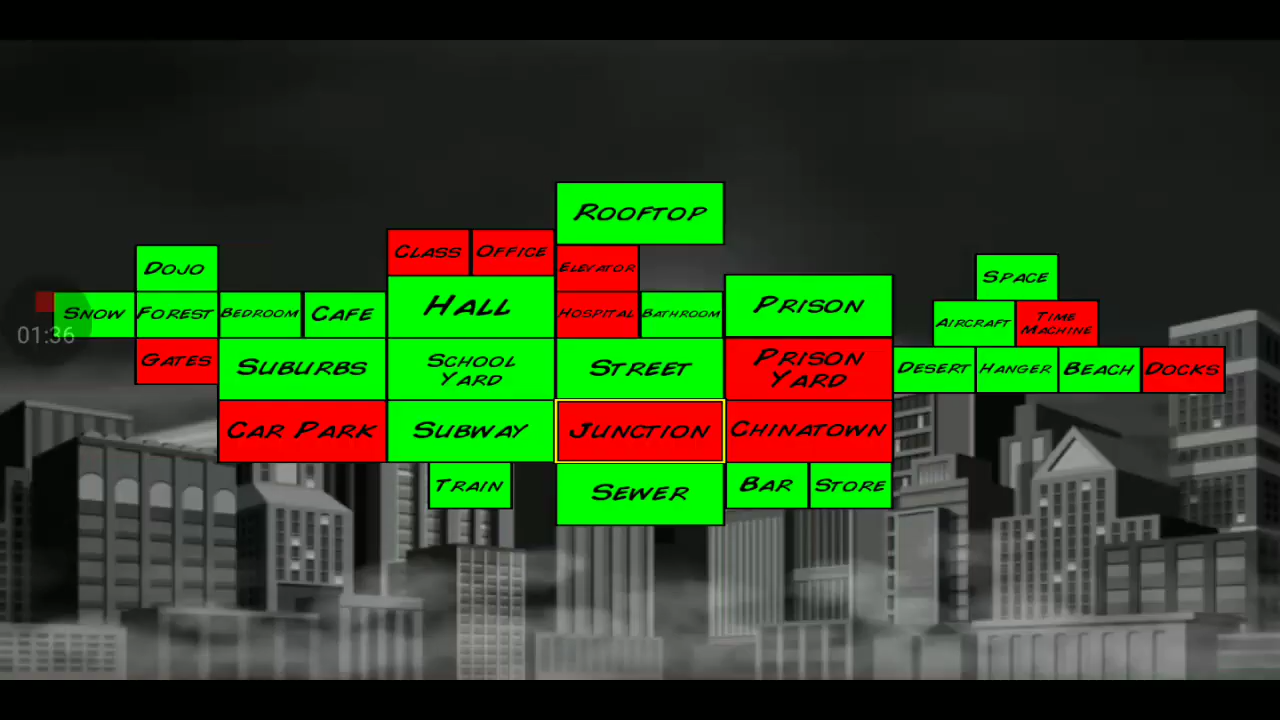 ROOFTOP
CLASS OFFICE
ELEVATOR
DOJO
SPACE
SNOW FOREST BEDROOM CAFE HALL HOSPITAL BATHROOM PRISON
AIRCRAFT TIME
MACHINE
01:36
GATES SUBURBS SCHOOL
YARD STREET PRISON
YARD DESERT HANGER BEACH DOCKS
CAR PARK SUBWAY JUNCTION CHINATOWN
TRAIN SEWER BAR STORE